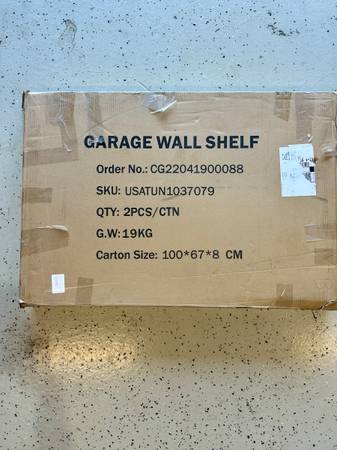 GARAGE WALL SHELF
Order No.: CG22041900088
SKU: USATUN1037079
QTY: 2PCS/CTN
G.W: 19KG
Carton Size: 100*67*8 CM